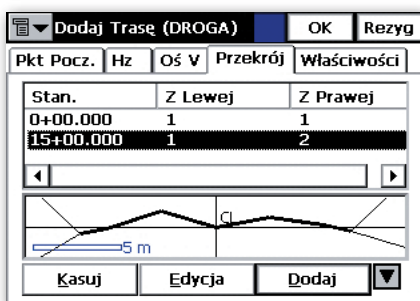 Dodaj Trasę (DROGA) OK Rezyg
Pkt Pocz. Hz Oś V Przekrój Właściwości
Stan. Z Lewej Z Prawej
0+00.000 1 1
15+00.000 1 2
CL
5 m
Kasuj Edycja Dodaj